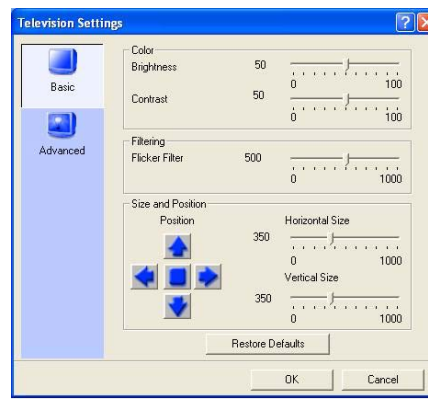 Television Settings
Basic
Advanced
Color
Brightness 50
0 100
Contrast 50
0 100
Filtering
Flicker Filter 500
0 1000
Size and Position
Position
Horizontal Size
350
0 1000
Vertical Size
350
0 1000
Restore Defaults
OK Cancel